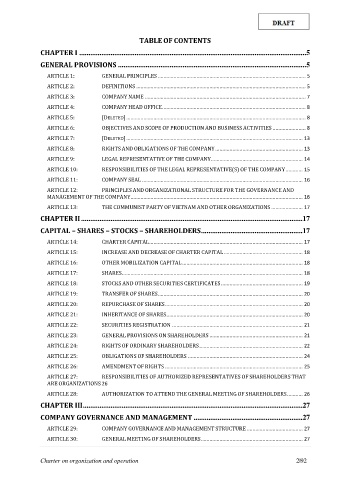 DRAFT
TABLE OF CONTENTS
CHAPTER I ....................................................................................................5
GENERAL PROVISIONS ....................................................................................5
ARTICLE 1: GENERAL PRINCIPLES ................................................................ 5
ARTICLE 2: DEFINITIONS ................................................................ 5
ARTICLE 3: COMPANY NAME ................................................................ 7
ARTICLE 4: COMPANY HEAD OFFICE ................................................................ 8
ARTICLE 5: [DELETED] ................................................................ 8
ARTICLE 6: OBJECTIVES AND SCOPE OF PRODUCTION AND BUSINESS ACTIVITIES ................ 8
ARTICLE 7: [DELETED] ................................................................ 13
ARTICLE 8: RIGHTS AND OBLIGATIONS OF THE COMPANY ................................ 13
ARTICLE 9: LEGAL REPRESENTATIVE OF THE COMPANY ................................ 14
ARTICLE 10: RESPONSIBILITIES OF THE LEGAL REPRESENTATIVE(S) OF THE COMPANY ........... 15
ARTICLE 11: COMPANY SEAL ................................................................ 16
ARTICLE 12: PRINCIPLES AND ORGANIZATIONAL STRUCTURE FOR THE GOVERNANCE AND
MANAGEMENT OF THE COMPANY ................................................................ 16
ARTICLE 13: THE COMMUNIST PARTY OF VIETNAM AND OTHER ORGANIZATIONS ............ 17
CHAPTER II ....................................................................................................17
CAPITAL – SHARES – STOCKS – SHAREHOLDERS ................................................17
ARTICLE 14: CHARTER CAPITAL ................................................................ 17
ARTICLE 15: INCREASE AND DECREASE OF CHARTER CAPITAL ................................ 18
ARTICLE 16: OTHER MOBILIZATION CAPITAL ................................................ 18
ARTICLE 17: SHARES ................................................................ 18
ARTICLE 18: STOCKS AND OTHER SECURITIES CERTIFICATES ................................ 19
ARTICLE 19: TRANSFER OF SHARES ................................................................ 20
ARTICLE 20: REPURCHASE OF SHARES ................................................................ 20
ARTICLE 21: INHERITANCE OF SHARES ................................................................ 20
ARTICLE 22: SECURITIES REGISTRATION ................................................................ 21
ARTICLE 23: GENERAL PROVISIONS ON SHAREHOLDERS ................................ 21
ARTICLE 24: RIGHTS OF ORDINARY SHAREHOLDERS ................................ 22
ARTICLE 25: OBLIGATIONS OF SHAREHOLDERS ................................ 24
ARTICLE 26: AMENDMENT OF RIGHTS ................................................................ 25
ARTICLE 27: RESPONSIBILITIES OF AUTHORIZED REPRESENTATIVES OF SHAREHOLDERS THAT
ARE ORGANIZATIONS 26
ARTICLE 28: AUTHORIZATION TO ATTEND THE GENERAL MEETING OF SHAREHOLDERS .......... 26
CHAPTER III ....................................................................................................27
COMPANY GOVERNANCE AND MANAGEMENT ................................................27
ARTICLE 29: COMPANY GOVERNANCE AND MANAGEMENT STRUCTURE ................ 27
ARTICLE 30: GENERAL MEETING OF SHAREHOLDERS ................................ 27
Charter on organization and operation 2/92